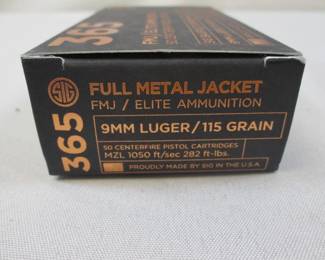 365
SIG
FULL METAL JACKET
FMJ / ELITE AMMUNITION
365
9MM LUGER/115 GRAIN
50 CENTERFIRE PISTOL CARTRIDGES
MZL 1050 ft/sec 282 ft-lbs.
PROUDLY MADE BY SIG IN THE U.S.A.